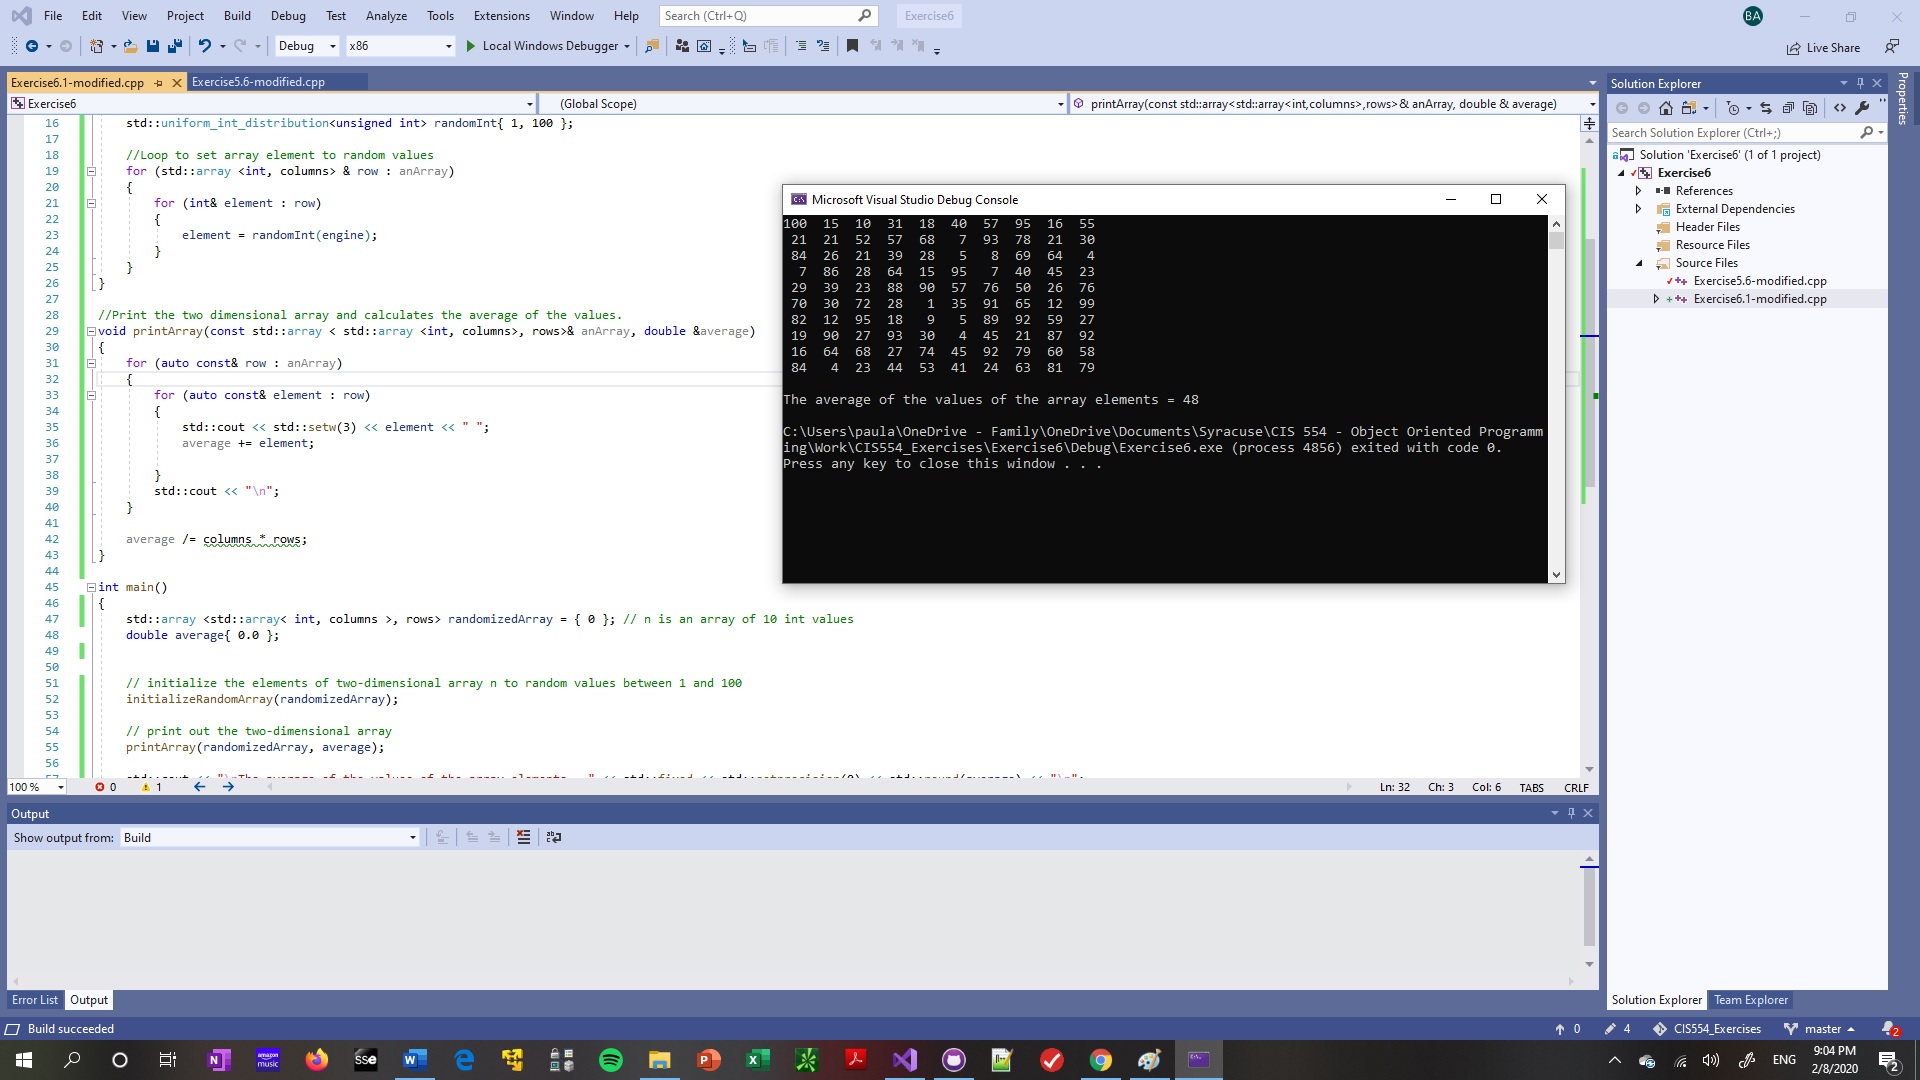 File Edit View Project Build Debug Test Analyze Tools Extensions Window Help Search (Ctrl+Q) Exercise6 BA
Debug x86 Local Windows Debugger Live Share
Exercise6.1-modified.cpp Exercise5.6-modified.cpp
Exercise6 (Global Scope) printArray(const std::array<std::array<int,columns>,rows> & anArray, double & average)
16 std::uniform_int_distribution<unsigned int> randomInt{ 1, 100 };
17
18 //Loop to set array element to random values
19 for (std::array <int, columns> & row : anArray)
20 {
21 for (int& element : row)
22 {
23 element = randomInt(engine);
24 }
25 }
26 }
27
28 //Print the two dimensional array and calculates the average of the values.
29 void printArray(const std::array < std::array <int, columns>, rows>& anArray, double &average)
30 {
31 for (auto const& row : anArray)
32 {
33 for (auto const& element : row)
34 {
35 std::cout << std::setw(3) << element << " ";
36 average += element;
37
38 }
39 std::cout << "\n";
40 }
41
42 average /= columns * rows;
43 }
44
45 int main()
46 {
47 std::array <std::array< int, columns >, rows> randomizedArray = { 0 }; // n is an array of 10 int values
48 double average{ 0.0 };
49
50
51 // initialize the elements of two-dimensional array n to random values between 1 and 100
52 initializeRandomArray(randomizedArray);
53
54 // print out the two-dimensional array
55 printArray(randomizedArray, average);
56
100 % 0 1 Ln: 32 Ch: 3 Col: 6 TABS CRLF
Microsoft Visual Studio Debug Console
100 15 10 31 18 40 57 95 16 55
21 21 52 57 68 7 93 78 21 30
84 26 21 39 28 5 8 69 64 4
7 86 28 64 15 95 7 40 45 23
29 39 23 88 90 57 76 50 26 76
70 30 72 28 1 35 91 65 12 99
82 12 95 18 9 5 89 92 59 27
19 90 27 93 30 4 45 21 87 92
16 64 68 27 74 45 92 79 60 58
84 4 23 44 53 41 24 63 81 79
The average of the values of the array elements = 48
C:\Users\paula\OneDrive - Family\OneDrive\Documents\Syracuse\CIS 554 - Object Oriented Programm
ing\Work\CIS554_Exercises\Exercise6\Debug\Exercise6.exe (process 4856) exited with code 0.
Press any key to close this window . . .
Solution Explorer
Search Solution Explorer (Ctrl+;)
Solution 'Exercise6' (1 of 1 project)
Exercise6
References
External Dependencies
Header Files
Resource Files
Source Files
Exercise5.6-modified.cpp
Exercise6.1-modified.cpp
Properties
Output
Show output from: Build
Error List Output
Solution Explorer Team Explorer
Build succeeded 0 4 CIS554_Exercises master 2
amazon music SSe ENG 9:04 PM
2/8/2020 2